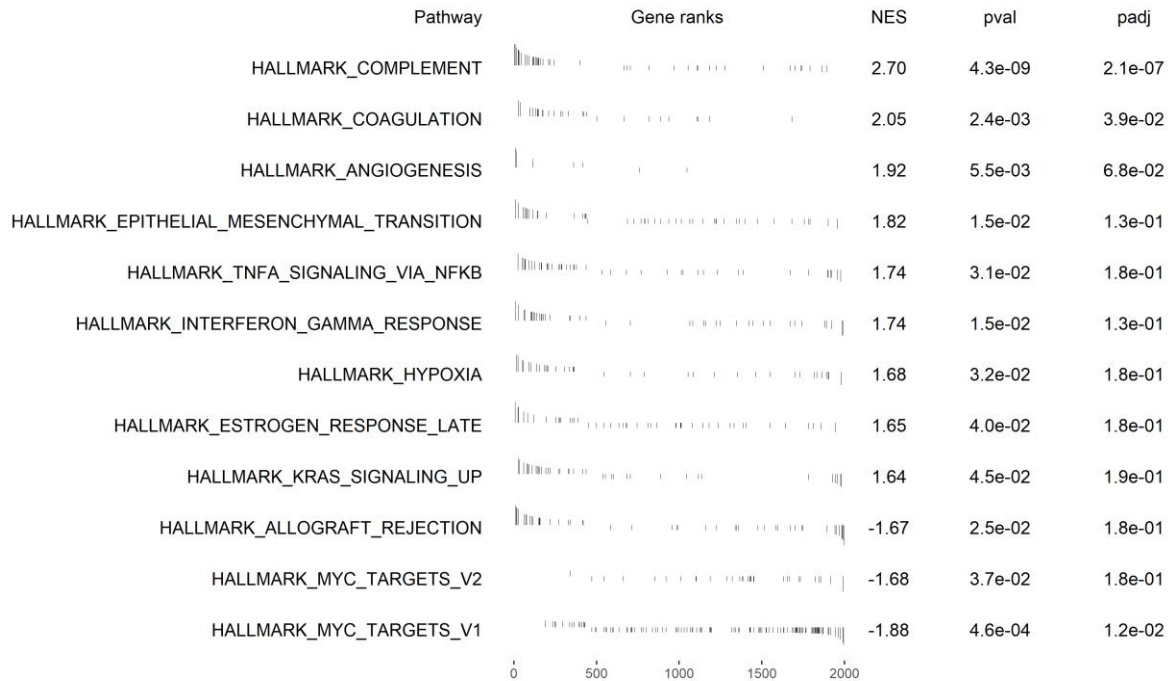 Pathway Gene ranks NES pval padj
HALLMARK_COMPLEMENT 2.70 4.3e-09 2.1e-07
HALLMARK_COAGULATION 2.05 2.4e-03 3.9e-02
HALLMARK_ANGIOGENESIS 1.92 5.5e-03 6.8e-02
HALLMARK_EPITHELIAL_MESENCHYMAL_TRANSITION 1.82 1.5e-02 1.3e-01
HALLMARK_TNFA_SIGNALING_VIA_NFKB 1.74 3.1e-02 1.8e-01
HALLMARK_INTERFERON_GAMMA_RESPONSE 1.74 1.5e-02 1.3e-01
HALLMARK_HYPOXIA 1.68 3.2e-02 1.8e-01
HALLMARK_ESTROGEN_RESPONSE_LATE 1.65 4.0e-02 1.8e-01
HALLMARK_KRAS_SIGNALING_UP 1.64 4.5e-02 1.9e-01
HALLMARK_ALLOGRAFT_REJECTION -1.67 2.5e-02 1.8e-01
HALLMARK_MYC_TARGETS_V2 -1.68 3.7e-02 1.8e-01
HALLMARK_MYC_TARGETS_V1 -1.88 4.6e-04 1.2e-02
0 500 1000 1500 2000